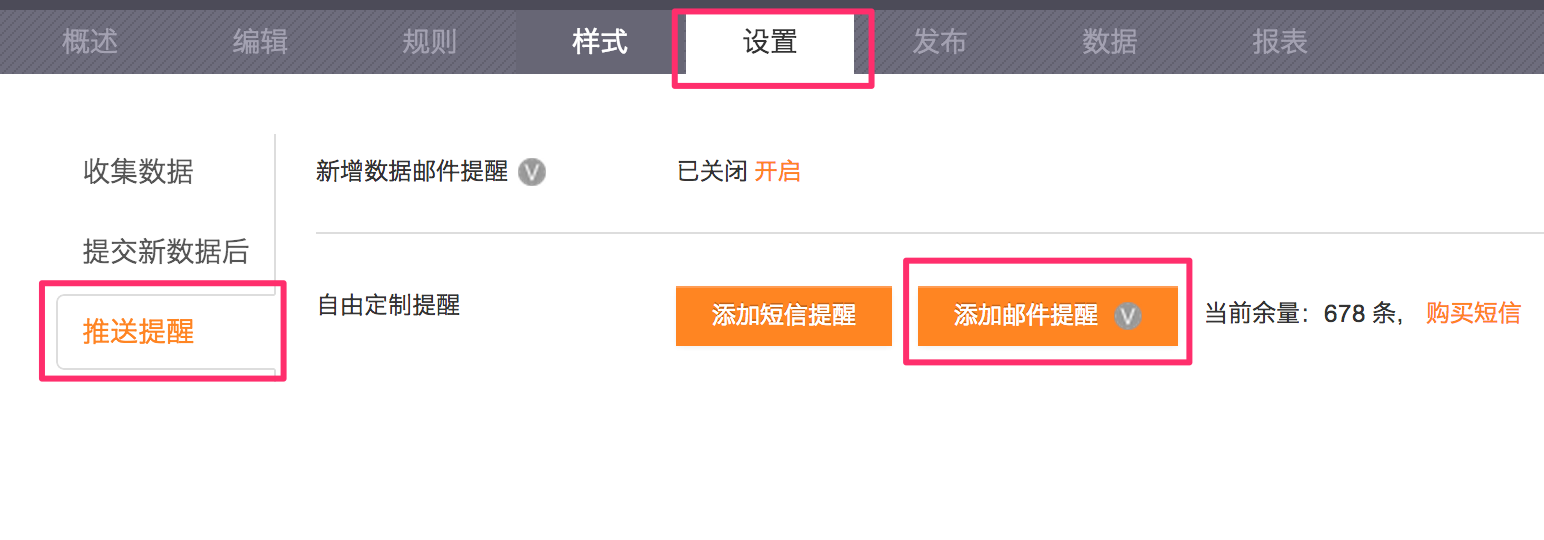 概述 编辑 规则 样式 设置 发布 数据 报表
收集数据 新增数据邮件提醒 V 已关闭 开启
提交新数据后
自由定制提醒 添加短信提醒 添加邮件提醒 V 当前余量：678 条， 购买短信
推送提醒